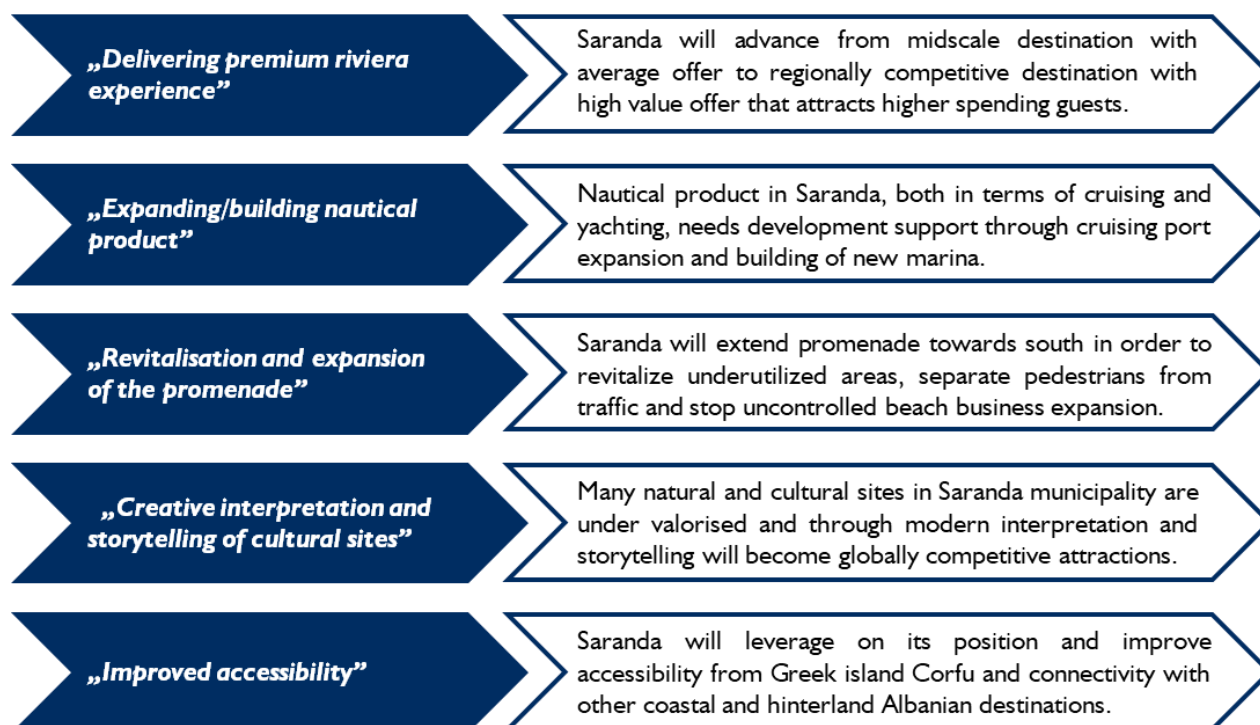 „Delivering premium riviera
experience”
Saranda will advance from midscale destination with
average offer to regionally competitive destination with
high value offer that attracts higher spending guests.
„Expanding/building nautical
product”
Nautical product in Saranda, both in terms of cruising and
yachting, needs development support through cruising port
expansion and building of new marina.
„Revitalisation and expansion
of the promenade”
Saranda will extend promenade towards south in order to
revitalize underutilized areas, separate pedestrians from
traffic and stop uncontrolled beach business expansion.
„Creative interpretation and
storytelling of cultural sites”
Many natural and cultural sites in Saranda municipality are
under valorised and through modern interpretation and
storytelling will become globally competitive attractions.
„Improved accessibility”
Saranda will leverage on its position and improve
accessibility from Greek island Corfu and connectivity with
other coastal and hinterland Albanian destinations.